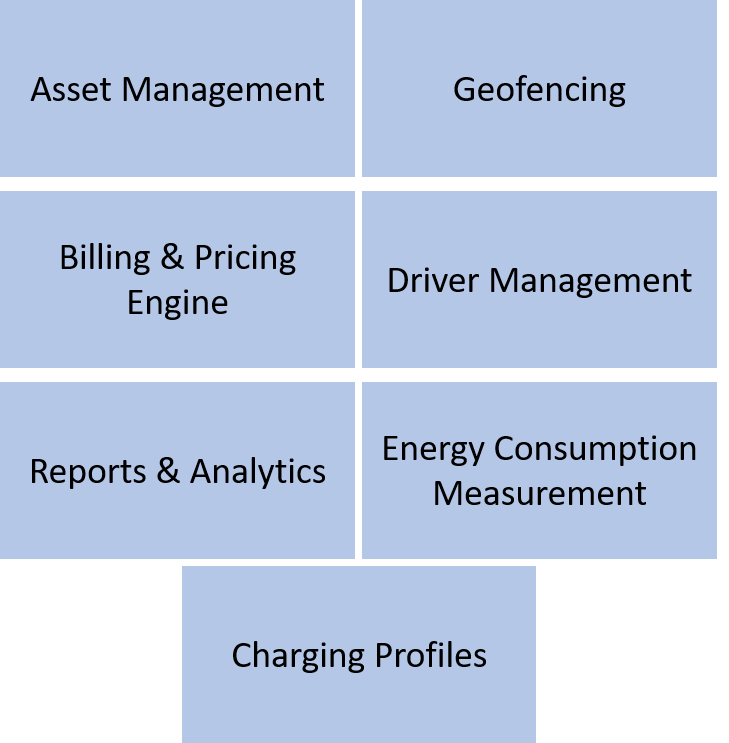 Asset Management
Geofencing
Billing & Pricing
Engine
Driver Management
Reports & Analytics
Energy Consumption
Measurement
Charging Profiles